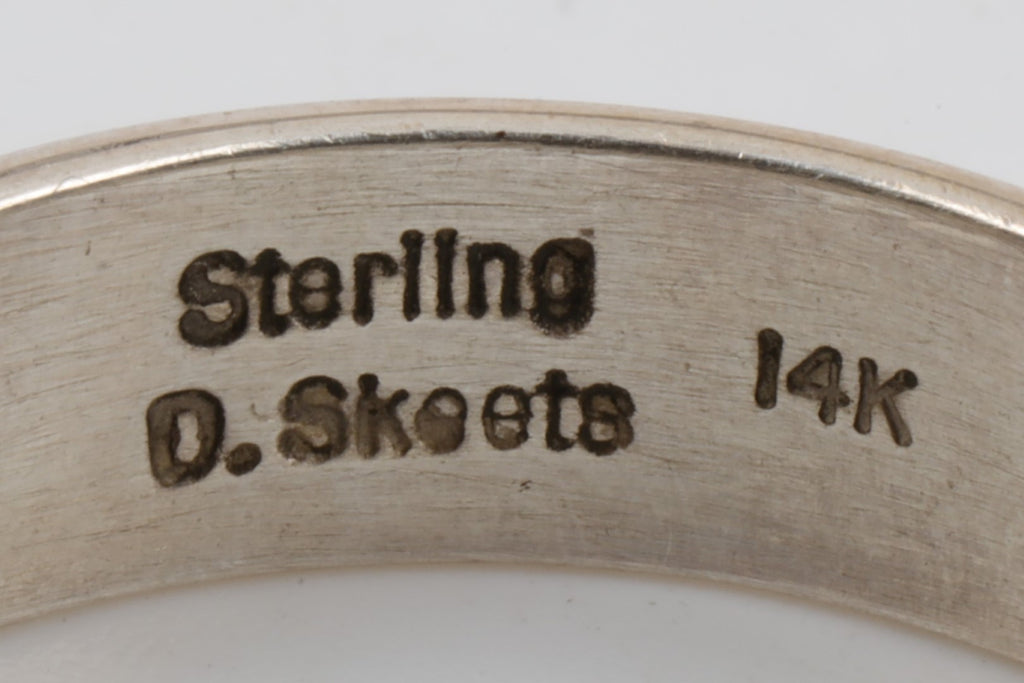 Sterling
D. Skeets
14K